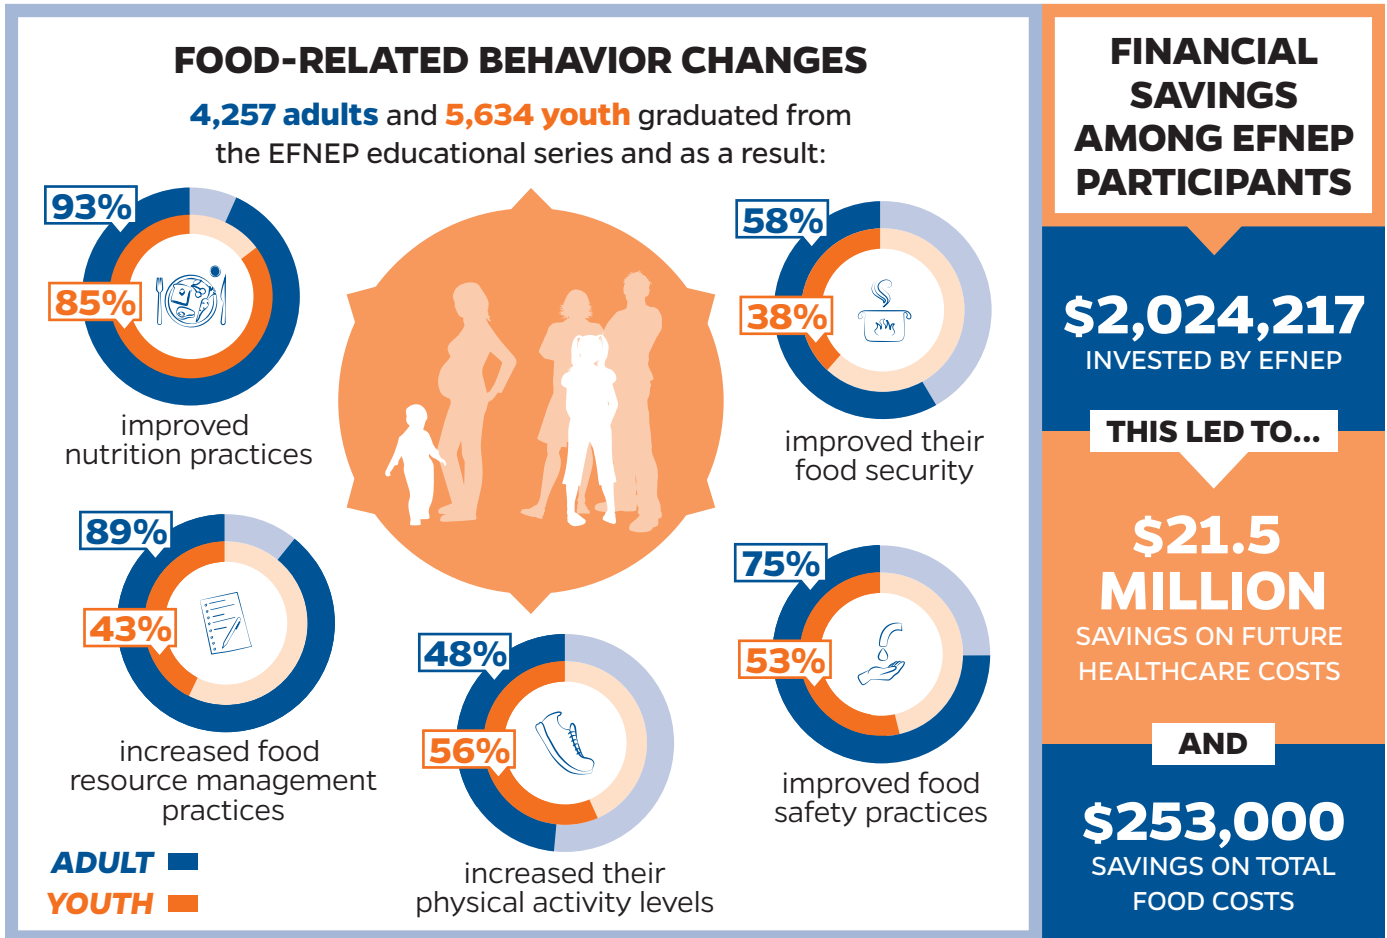 FOOD-RELATED BEHAVIOR CHANGES
4,257 adults and 5,634 youth graduated from
the EFNEP educational series and as a result:
93%
85%
improved
nutrition practices
58%
38%
improved their
food security
89%
43%
increased food
resource management
practices
48%
56%
increased their
physical activity levels
75%
53%
improved food
safety practices
ADULT
YOUTH
FINANCIAL
SAVINGS
AMONG EFNEP
PARTICIPANTS
$2,024,217
INVESTED BY EFNEP
THIS LED TO...
$21.5
MILLION
SAVINGS ON FUTURE
HEALTHCARE COSTS
AND
$253,000
SAVINGS ON TOTAL
FOOD COSTS